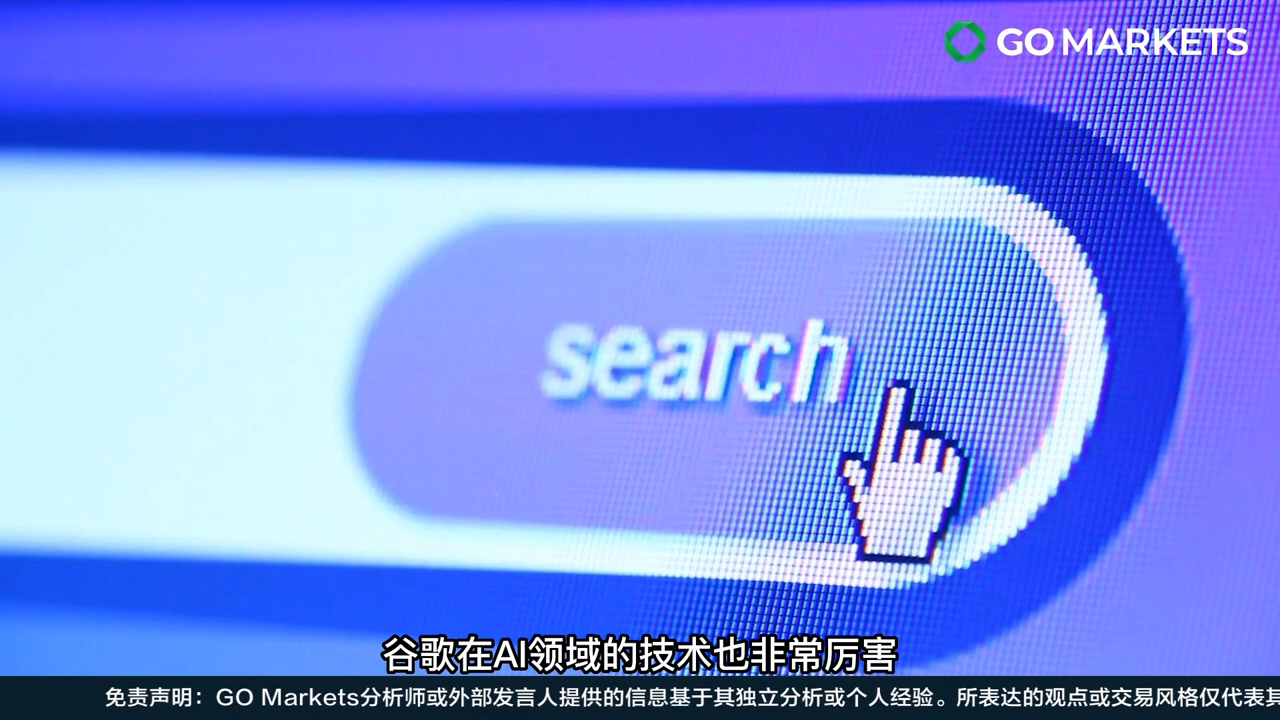 GO MARKETS
search
谷歌在AI领域的技术也非常厉害
免责声明：GO Markets分析师或外部发言人提供的信息基于其独立分析或个人经验。所表达的观点或交易风格仅代表其